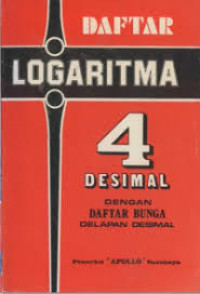 DAFTAR
LOGARITMA
4
DESIMAL
DENGAN
DAFTAR BUNGA
DELAPAN DESIMAL
Penerbit "APOLLO" Surabaya